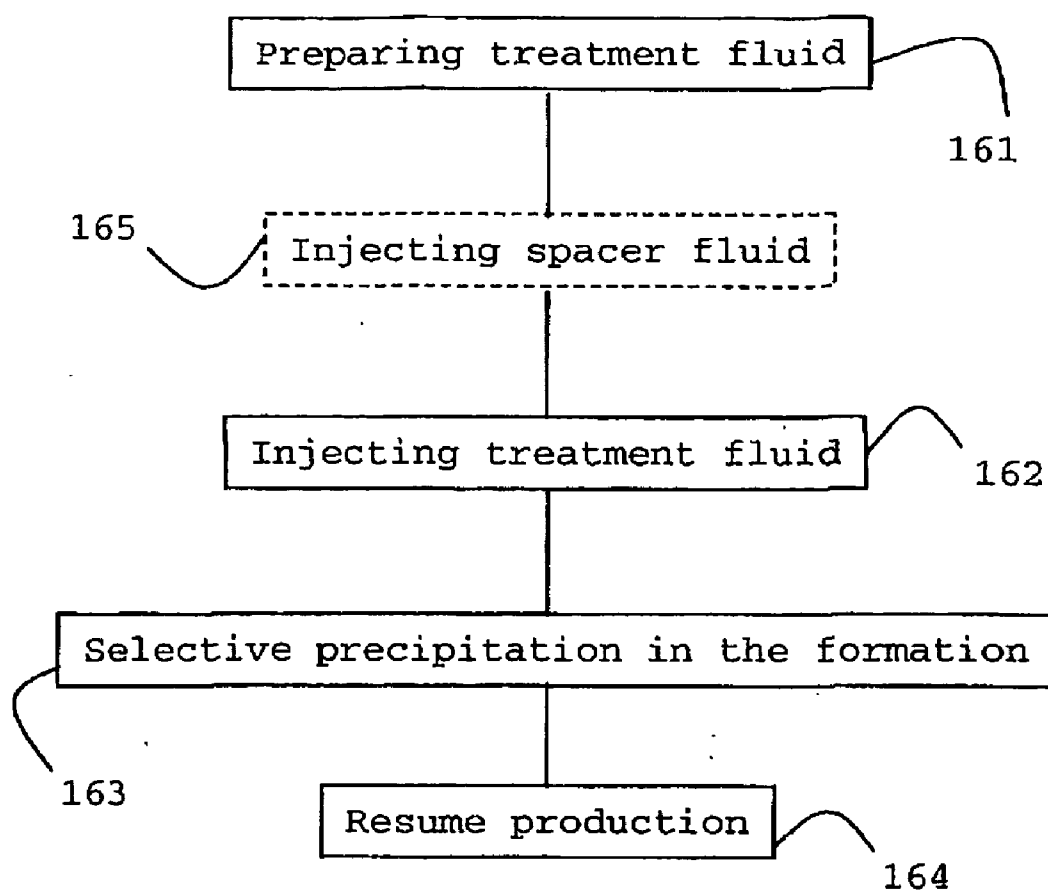 Preparing treatment fluid
161
165
Injecting spacer fluid
Injecting treatment fluid
162
Selective precipitation in the formation
163
Resume production
164